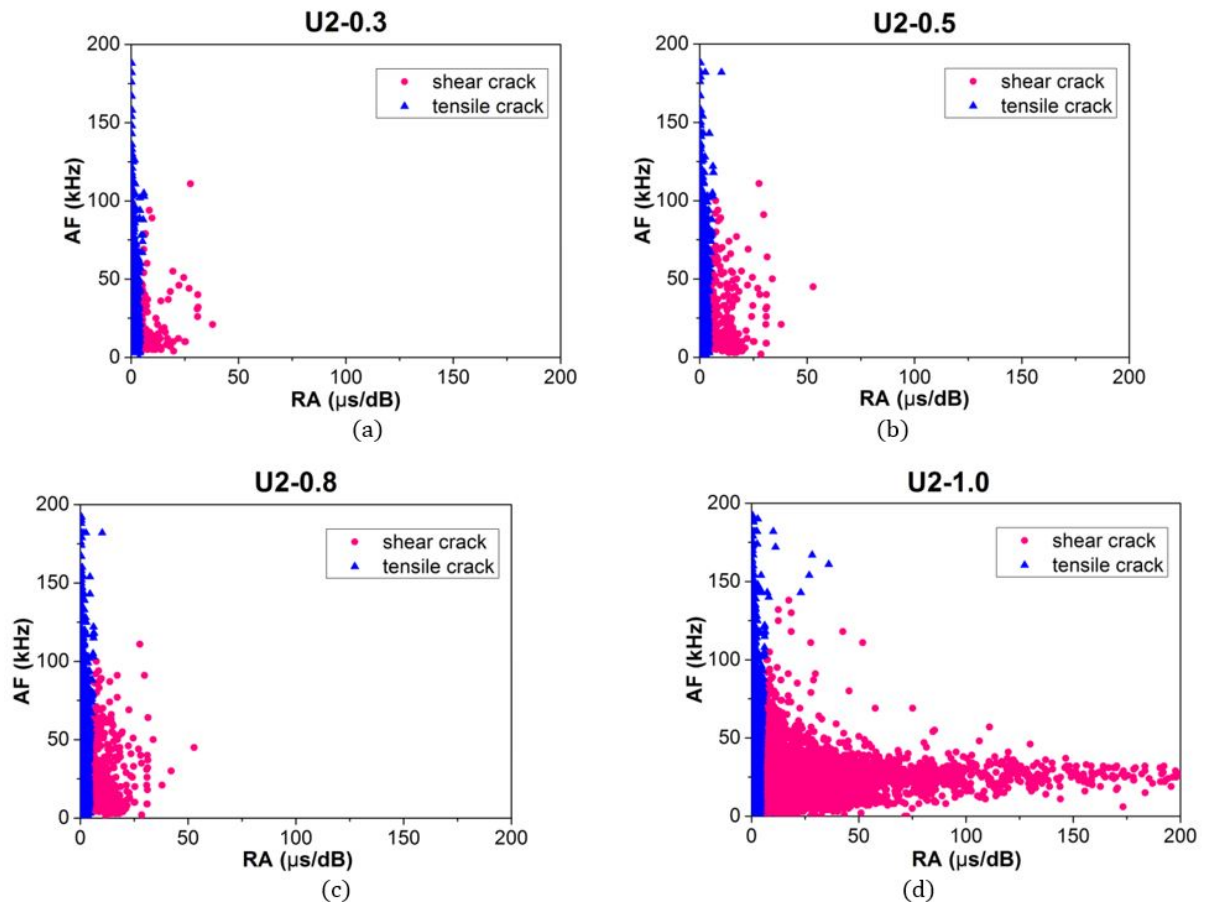 U2-0.3
200
150
100
50
0
AF (kHz)
shear crack
tensile crack
0 50 100 150 200
RA (μs/dB)
(a)
U2-0.5
200
150
100
50
0
AF (kHz)
shear crack
tensile crack
0 50 100 150 200
RA (μs/dB)
(b)
U2-0.8
200
150
100
50
0
AF (kHz)
shear crack
tensile crack
0 50 100 150 200
RA (μs/dB)
(c)
U2-1.0
200
150
100
50
0
AF (kHz)
shear crack
tensile crack
0 50 100 150 200
RA (μs/dB)
(d)